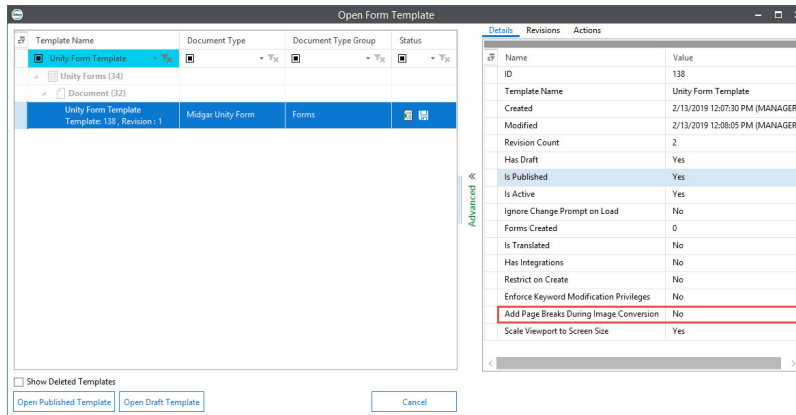 Open Form Template
Template Name Document Type Document Type Group Status
Unity Form Template
Unity Forms (34)
Document (32)
Unity Form Template Midgar Unity Form Forms
Template: 138 , Revision : 1
Show Deleted Templates
Open Published Template Open Draft Template Cancel
Advanced
Details Revisions Actions
Name Value
ID 138
Template Name Unity Form Template
Created 2/13/2019 12:07:30 PM (MANAGER
Modified 2/13/2019 12:08:05 PM (MANAGER
Revision Count 2
Has Draft Yes
Is Published Yes
Is Active Yes
Ignore Change Prompt on Load No
Forms Created 0
Is Translated No
Has Integrations No
Restrict on Create No
Enforce Keyword Modification Privileges No
Add Page Breaks During Image Conversion No
Scale Viewport to Screen Size Yes